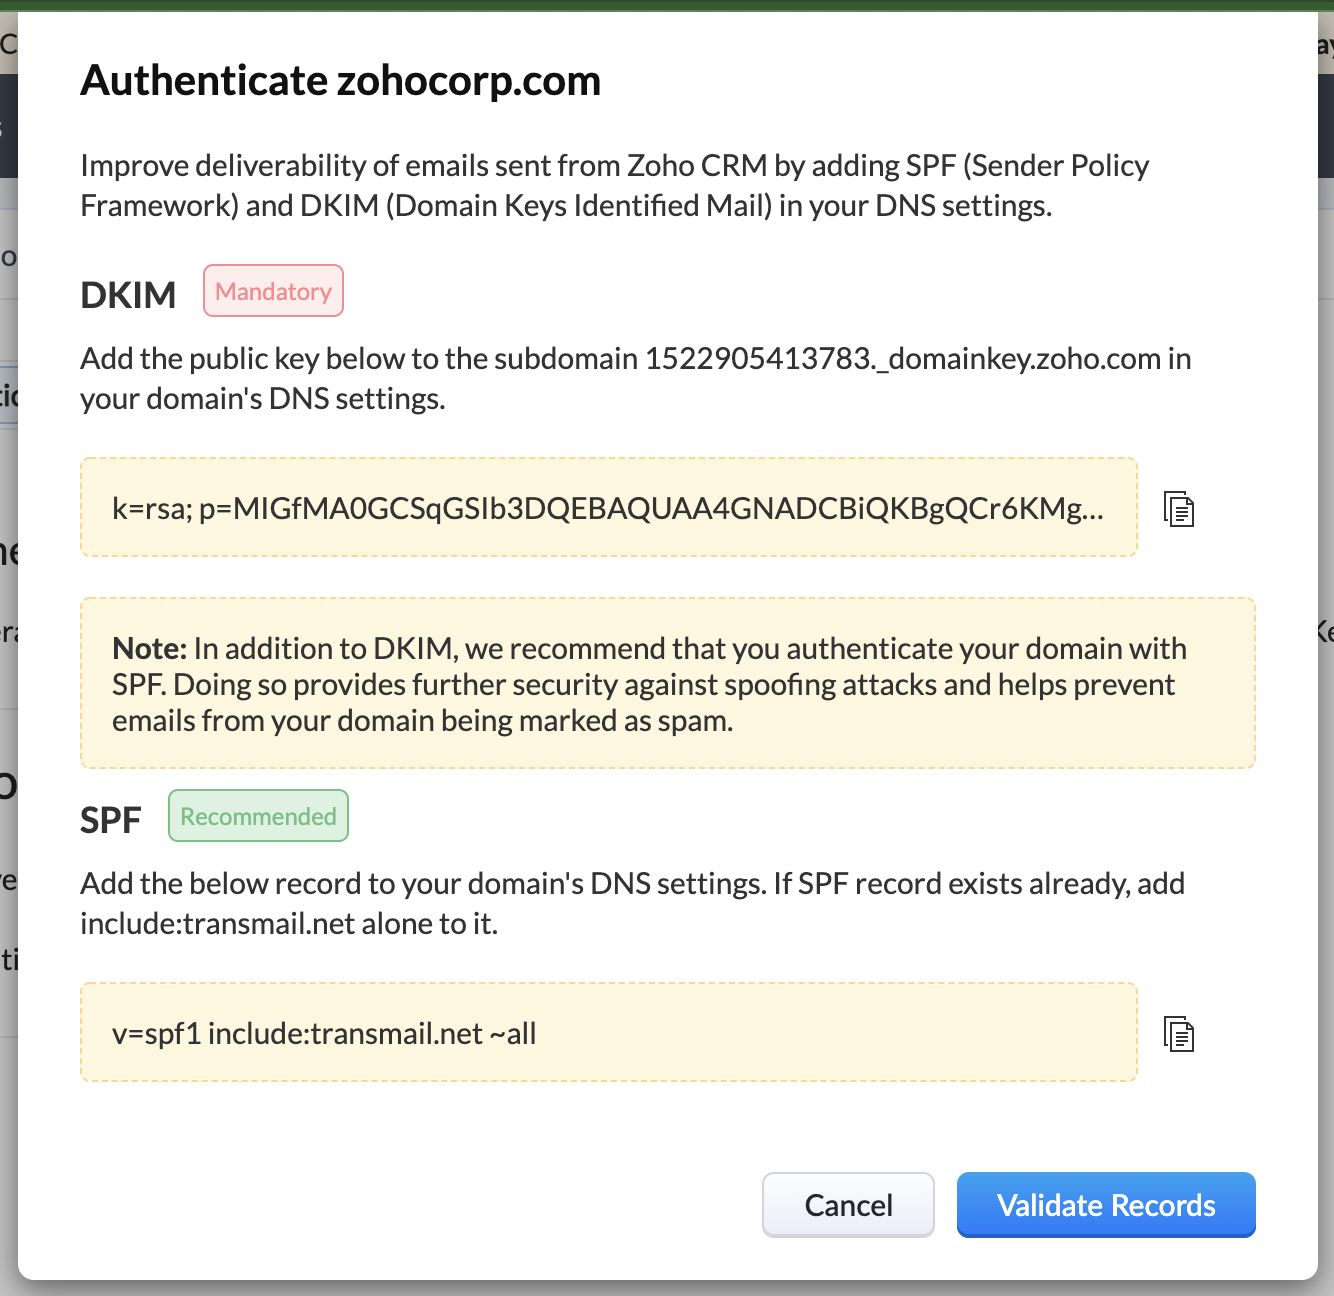 Authenticate zohocorp.com
Improve deliverability of emails sent from Zoho CRM by adding SPF (Sender Policy
Framework) and DKIM (Domain Keys Identified Mail) in your DNS settings.
DKIM Mandatory
Add the public key below to the subdomain 1522905413783._domainkey.zoho.com in
your domain's DNS settings.
k=rsa; p=MIGfMA0GCSqGSIb3DQEBAQUAA4GNADCBiQKBgQCr6KMg...
Note: In addition to DKIM, we recommend that you authenticate your domain with
SPF. Doing so provides further security against spoofing attacks and helps prevent
emails from your domain being marked as spam.
SPF Recommended
Add the below record to your domain's DNS settings. If SPF record exists already, add
include:transmail.net alone to it.
v=spf1 include:transmail.net ~all
Cancel Validate Records